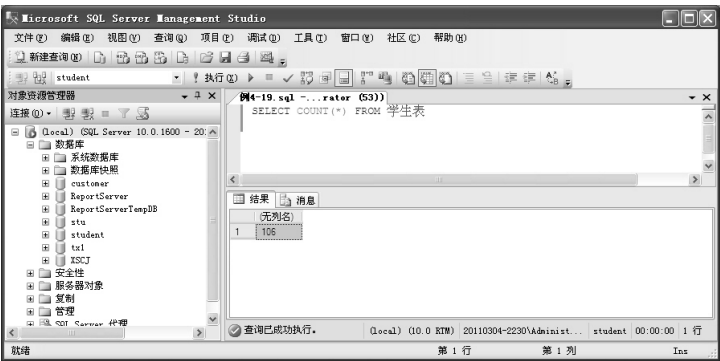 Microsoft SQL Server Management Studio
文件(F) 编辑(E) 视图(V) 查询(Q) 项目(P) 调试(D) 工具(T) 窗口(W) 社区(C) 帮助(H)
新建查询(N)
student 执行(X)
对象资源管理器
连接(O)
(local) (SQL Server 10.0.1600 - 20:
数据库
系统数据库
数据库快照
customer
ReportServer
ReportServerTempDB
stu
student
tx1
XSCJ
安全性
服务器对象
复制
管理
SQL Server 代理
例4-19.sql -...rator (53))
SELECT COUNT(*) FROM 学生表
结果 消息
(无列名)
1 106
查询已成功执行。 (local) (10.0 RTM) 20110304-2230\Administ... student 00:00:00 1 行
就绪 第 1 行 第 1 列 Ins